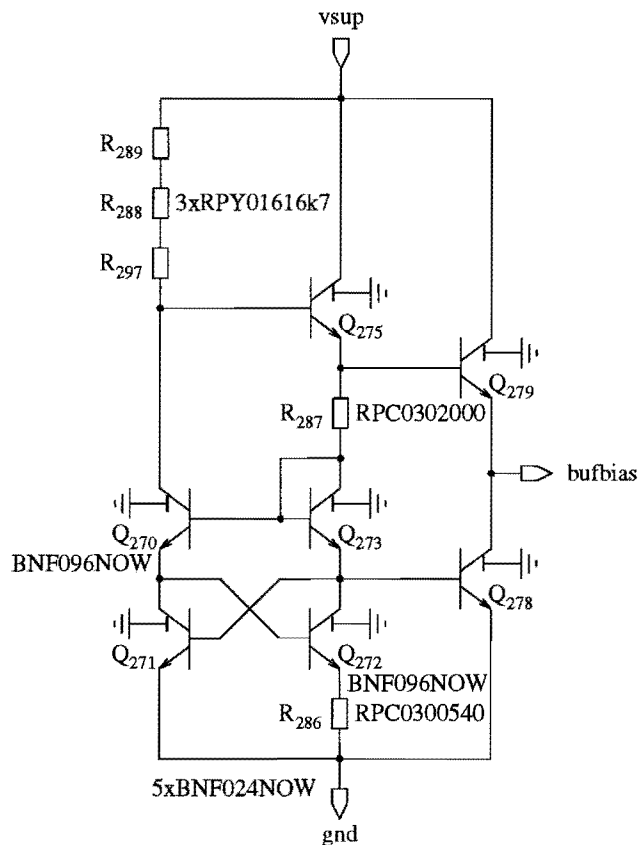 vsup
R289
R288 3xRPY01616k7
R297
Q275
Q279
R287 RPC0302000
bufbias
Q270 Q273
BNF096NOW
Q278
Q271 Q272
BNF096NOW
R286 RPC0300540
5xBNF024NOW
gnd